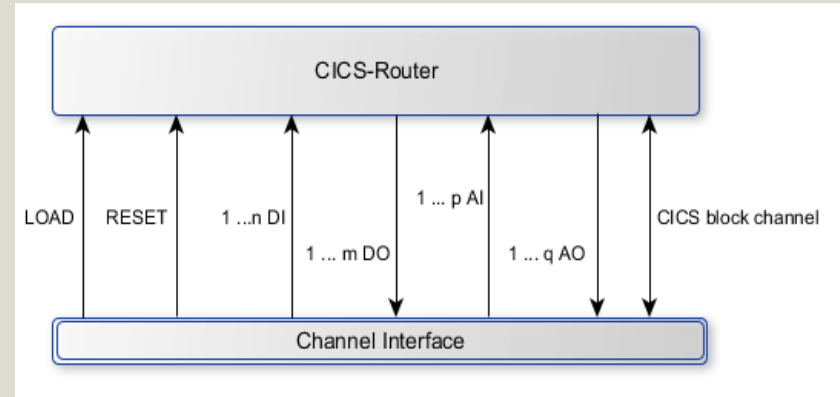 CICS-Router
1 ... p AI
LOAD
RESET
1 ...n DI
CICS block channel
1 ... m DO
1 ... q AO
Channel Interface